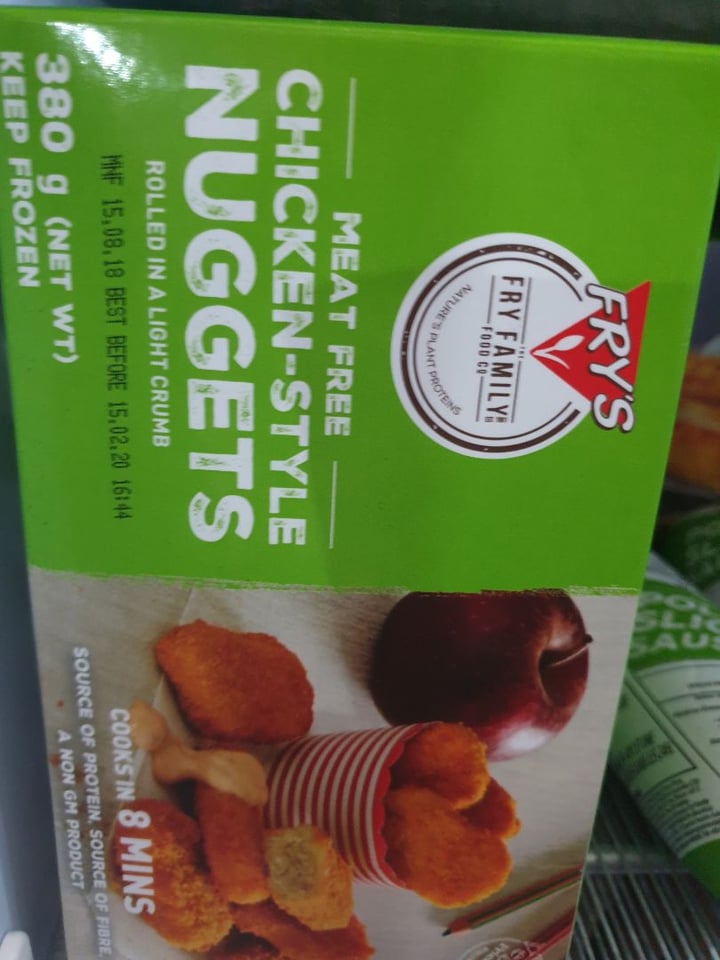 FRY'S
THE
FRY FAMILY
FOOD CO
NATURE'S PLANT PROTEINS
MEAT FREE
CHICKEN-STYLE
NUGGETS
ROLLED IN A LIGHT CRUMB
MNF 15.08.18 BEST BEFORE 15.02.20 16:44
380 g (NET WT)
KEEP FROZEN
COOKS IN 8 MINS
SOURCE OF PROTEIN. SOURCE OF FIBRE.
A NON GM PRODUCT